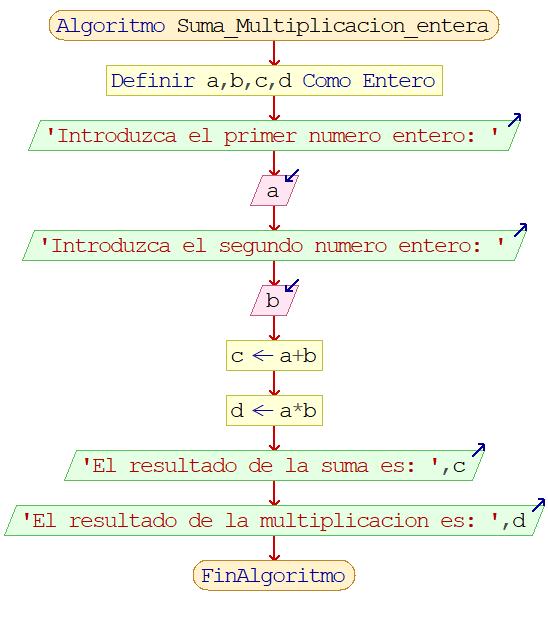 Algoritmo Suma_Multiplicacion_entera
Definir a,b,c,d Como Entero
'Introduzca el primer numero entero: '
a
'Introduzca el segundo numero entero: '
b
c ← a+b
d ← a*b
'El resultado de la suma es: ',c
'El resultado de la multiplicacion es: ',d
FinAlgoritmo